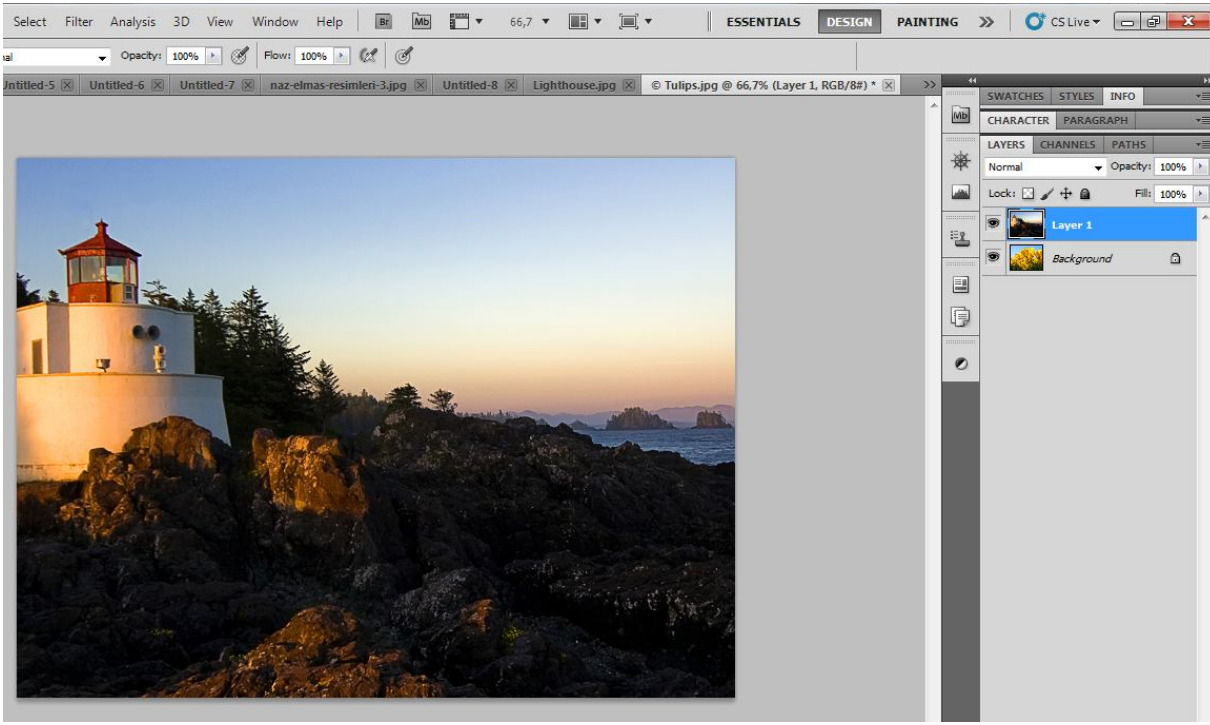 Select Filter Analysis 3D View Window Help Br Mb 66,7 ESSENTIALS DESIGN PAINTING CS Live
Opacity: 100% Flow: 100%
Untitled-5 Untitled-6 Untitled-7 naz-elmas-resimleri-3.jpg Untitled-8 Lighthouse.jpg © Tulips.jpg @ 66,7% (Layer 1, RGB/8#) *
SWATCHES STYLES INFO
Mb
CHARACTER PARAGRAPH
LAYERS CHANNELS PATHS
Normal Opacity: 100%
Lock: Fill: 100%
Layer 1
Background